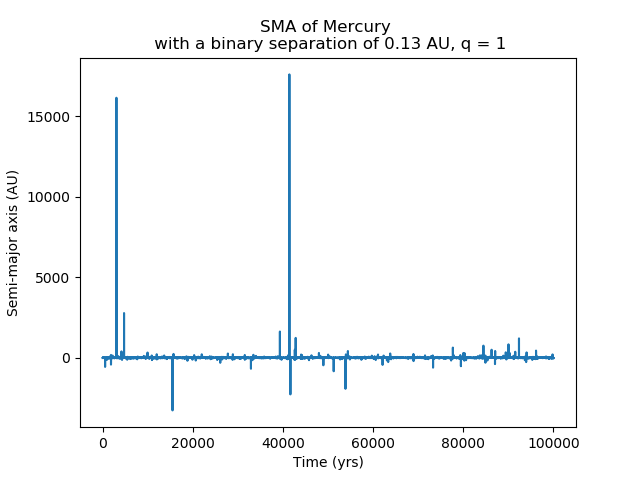 SMA of Mercury
with a binary separation of 0.13 AU, q = 1
Semi-major axis (AU)
15000
10000
5000
0
0 20000 40000 60000 80000 100000
Time (yrs)